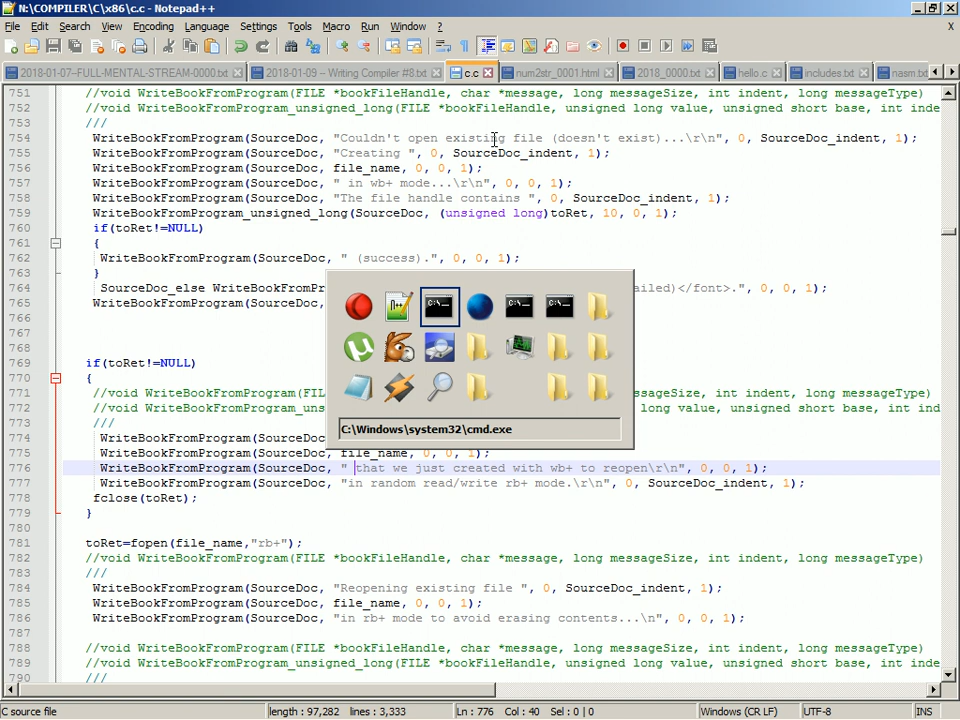 N:\COMPILER\C\x86\c.c - Notepad++
File Edit Search View Encoding Language Settings Tools Macro Run Window ?
2018-01-07-FULL-MENTAL-STREAM-0000.txt 2018-01-09 -- Writing Compiler #8.txt c.c num2str_0001.html 2018_0000.txt hello.c includes.txt nasm.txt
751 //void WriteBookFromProgram(FILE *bookFileHandle, char *message, long messageSize, int indent, long messageType)
752 //void WriteBookFromProgram_unsigned_long(FILE *bookFileHandle, unsigned long value, unsigned short base, int inde
753 ///
754 WriteBookFromProgram(SourceDoc, "Couldn't open existing file (doesn't exist)...\r\n", 0, SourceDoc_indent, 1);
755 WriteBookFromProgram(SourceDoc, "Creating ", 0, SourceDoc_indent, 1);
756 WriteBookFromProgram(SourceDoc, file_name, 0, 0, 1);
757 WriteBookFromProgram(SourceDoc, " in wb+ mode...\r\n", 0, 0, 1);
758 WriteBookFromProgram(SourceDoc, "The file handle contains ", 0, SourceDoc_indent, 1);
759 WriteBookFromProgram_unsigned_long(SourceDoc, (unsigned long)toRet, 10, 0, 1);
760 if(toRet!=NULL)
761 {
762 WriteBookFromProgram(SourceDoc, " (success).", 0, 0, 1);
763 }
764 SourceDoc_else WriteBookFromPr ailed)</font>.", 0, 0, 1);
765 WriteBookFromProgram(SourceDoc,
766
767
768
769 if(toRet!=NULL)
770 {
771 //void WriteBookFromProgram(FIL g messageSize, int indent, long messageType)
772 //void WriteBookFromProgram_uns long value, unsigned short base, int ind
773 ///
774 WriteBookFromProgram(SourceDoc c_indent, 1);
775 WriteBookFromProgram(SourceDoc, file_name, 0, 0, 1);
776 WriteBookFromProgram(SourceDoc, " that we just created with wb+ to reopen\r\n", 0, 0, 1);
777 WriteBookFromProgram(SourceDoc, "in random read/write rb+ mode.\r\n", 0, SourceDoc_indent, 1);
778 fclose(toRet);
779 }
780
781 toRet=fopen(file_name,"rb+");
782 //void WriteBookFromProgram(FILE *bookFileHandle, char *message, long messageSize, int indent, long messageType)
783 ///
784 WriteBookFromProgram(SourceDoc, "Reopening existing file ", 0, SourceDoc_indent, 1);
785 WriteBookFromProgram(SourceDoc, file_name, 0, 0, 1);
786 WriteBookFromProgram(SourceDoc, "in rb+ mode to avoid erasing contents...\n", 0, 0, 1);
787
788 //void WriteBookFromProgram(FILE *bookFileHandle, char *message, long messageSize, int indent, long messageType)
789 //void WriteBookFromProgram_unsigned_long(FILE *bookFileHandle, unsigned long value, unsigned short base, int inde
790 ///
C:\Windows\system32\cmd.exe
C source file length : 97,282 lines : 3,333 Ln : 776 Col : 40 Sel : 0 | 0 Windows (CR LF) UTF-8 INS